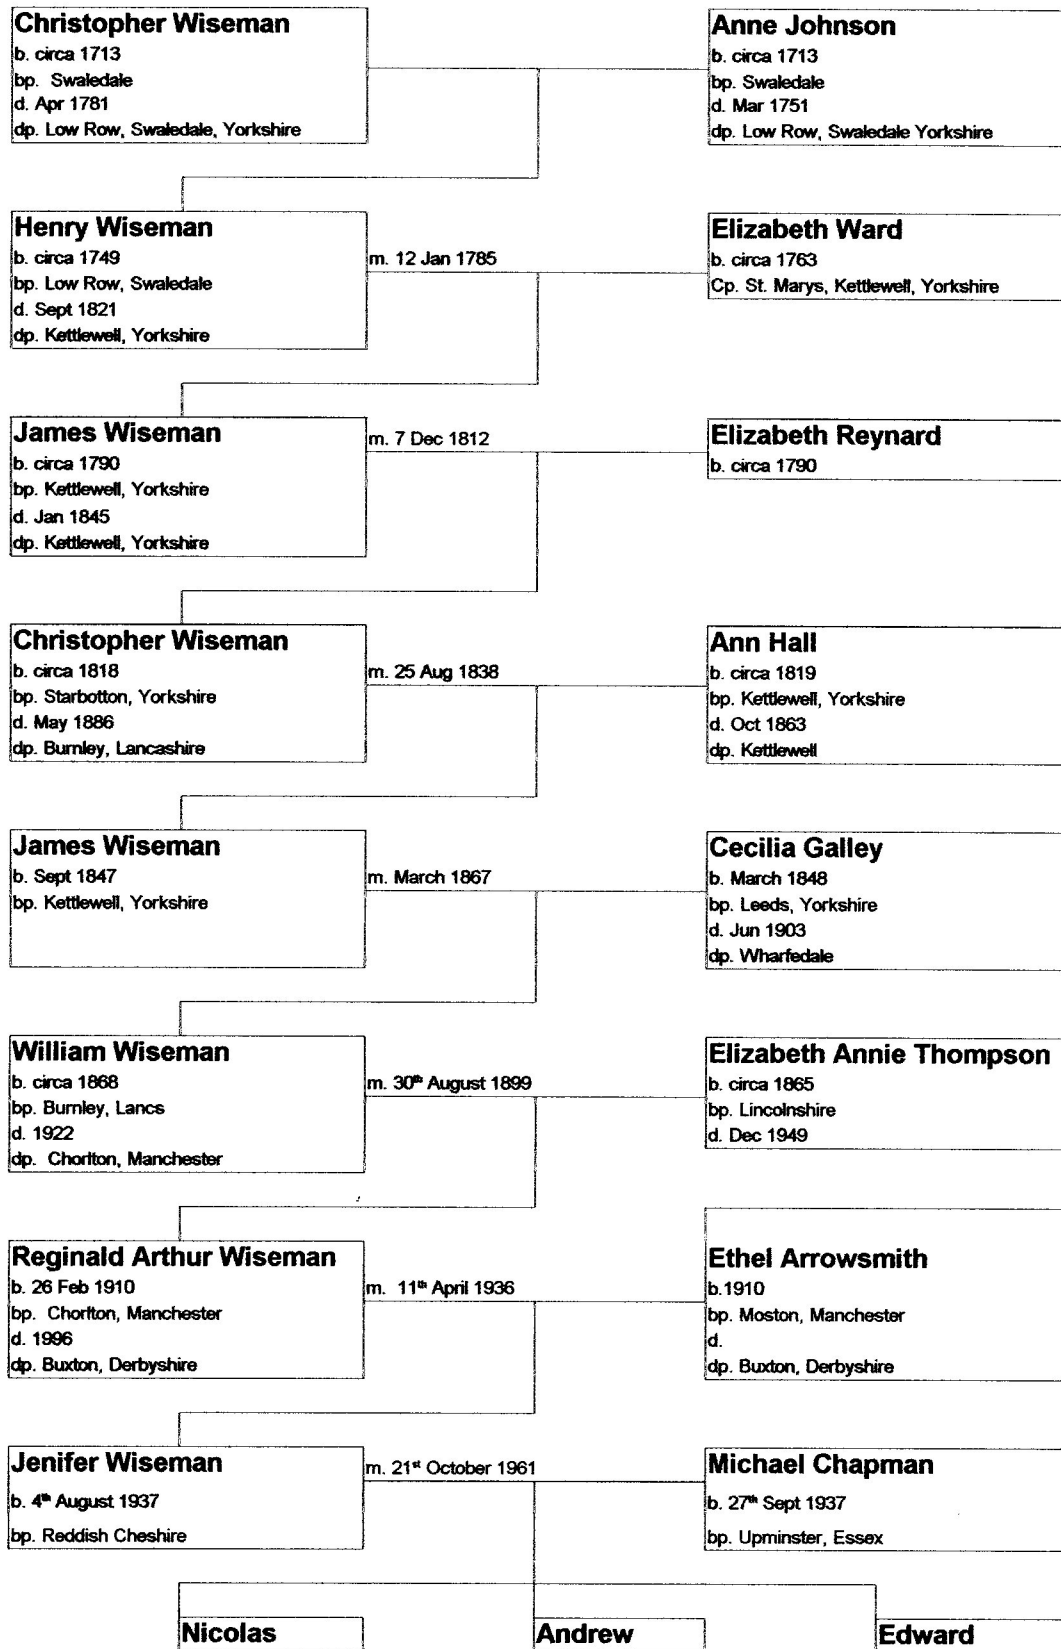 Christopher Wiseman
b. circa 1713
bp. Swaledale
d. Apr 1781
dp. Low Row, Swaledale, Yorkshire
Anne Johnson
b. circa 1713
bp. Swaledale
d. Mar 1751
dp. Low Row, Swaledale Yorkshire
Henry Wiseman
b. circa 1749
bp. Low Row, Swaledale
d. Sept 1821
dp. Kettlewell, Yorkshire
m. 12 Jan 1785
Elizabeth Ward
b. circa 1763
Cp. St. Marys, Kettlewell, Yorkshire
James Wiseman
b. circa 1790
bp. Kettlewell, Yorkshire
d. Jan 1845
dp. Kettlewell, Yorkshire
m. 7 Dec 1812
Elizabeth Reynard
b. circa 1790
Christopher Wiseman
b. circa 1818
bp. Starbotton, Yorkshire
d. May 1886
dp. Burnley, Lancashire
m. 25 Aug 1838
Ann Hall
b. circa 1819
bp. Kettlewell, Yorkshire
d. Oct 1863
dp. Kettlewell
James Wiseman
b. Sept 1847
bp. Kettlewell, Yorkshire
m. March 1867
Cecilia Galley
b. March 1848
bp. Leeds, Yorkshire
d. Jun 1903
dp. Wharfedale
William Wiseman
b. circa 1868
bp. Burnley, Lancs
d. 1922
dp. Chorlton, Manchester
m. 30th August 1899
Elizabeth Annie Thompson
b. circa 1865
bp. Lincolnshire
d. Dec 1949
Reginald Arthur Wiseman
b. 26 Feb 1910
bp. Chorlton, Manchester
d. 1996
dp. Buxton, Derbyshire
m. 11th April 1936
Ethel Arrowsmith
b.1910
bp. Moston, Manchester
d.
dp. Buxton, Derbyshire
Jenifer Wiseman
b. 4th August 1937
bp. Reddish Cheshire
m. 21st October 1961
Michael Chapman
b. 27th Sept 1937
bp. Upminster, Essex
Nicolas
Andrew
Edward